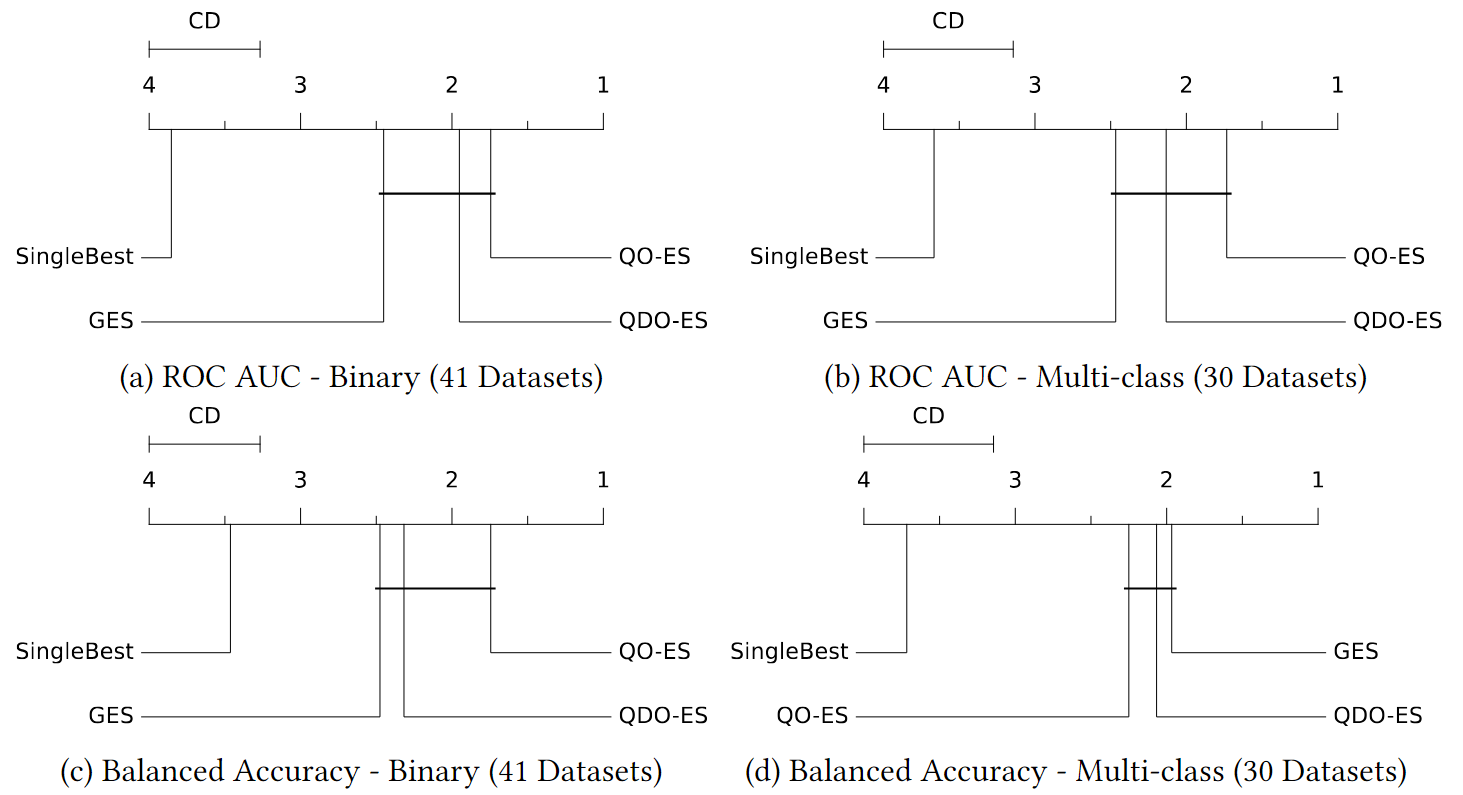 CD
4 3 2 1
SingleBest
GES
QO-ES
QDO-ES
(a) ROC AUC - Binary (41 Datasets)
CD
4 3 2 1
SingleBest
GES
QO-ES
QDO-ES
(b) ROC AUC - Multi-class (30 Datasets)
CD
4 3 2 1
SingleBest
GES
QO-ES
QDO-ES
(c) Balanced Accuracy - Binary (41 Datasets)
CD
4 3 2 1
SingleBest
QO-ES
GES
QDO-ES
(d) Balanced Accuracy - Multi-class (30 Datasets)